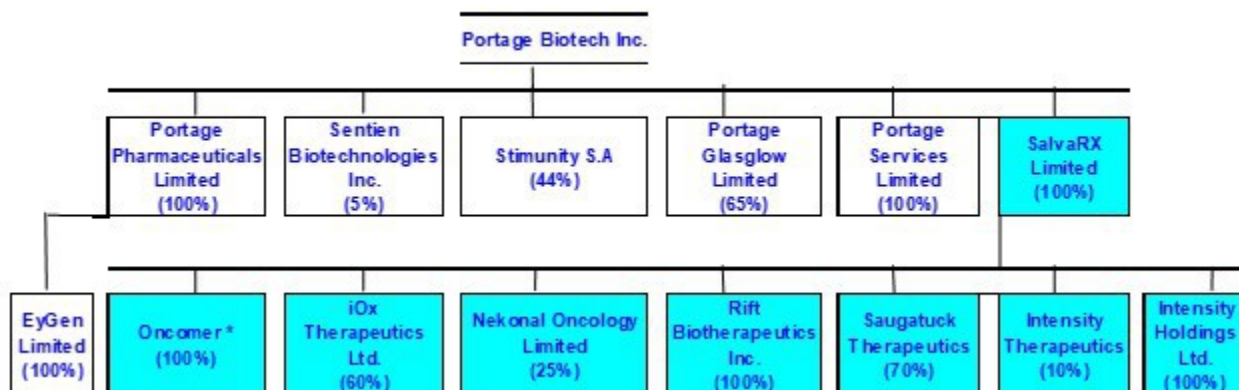 Portage Biotech Inc.
Portage
Pharmaceuticals
Limited
(100%)
Sentien
Biotechnologies
Inc.
(5%)
Stimunity S.A
(44%)
Portage
Glasglow
Limited
(65%)
Portage
Services
Limited
(100%)
SalvaRX
Limited
(100%)
EyGen
Limited
(100%)
Oncomer *
(100%)
iOx
Therapeutics
Ltd.
(60%)
Nekonal Oncology
Limited
(25%)
Rift
Biotherapeutics
Inc.
(100%)
Saugatuck
Therapeutics
(70%)
Intensity
Therapeutics
(10%)
Intensity
Holdings
Ltd.
(100%)